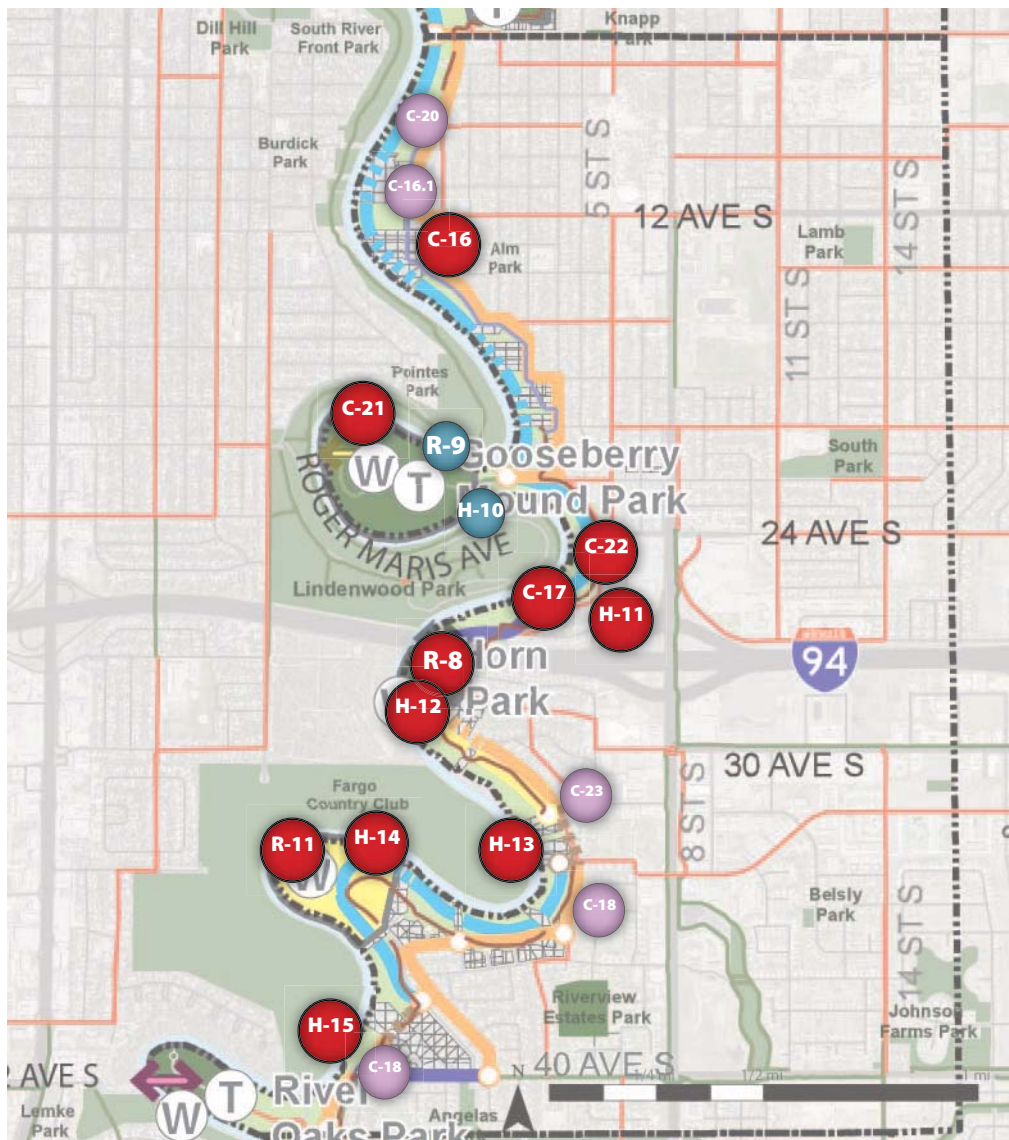 T
Knapp
Park
Dill Hill
Park
South River
Front Park
C-20
Burdick
Park
5 ST S
C-16.1
12 AVE S
14 ST S
C-16
Alm
Park
Lamb
Park
11 ST S
Pointes
Park
C-21
R-9
Gooseberry
Mound Park
W
T
South
Park
H-10
ROGER MARIS AVE
24 AVE S
C-22
Lindenwood Park
C-17
H-11
94
R-8
Horn
Park
H-12
30 AVE S
C-23
Fargo
Country Club
8 ST S
R-11
H-14
H-13
W
Belsly
Park
C-18
14 ST S
Riverview
Estates Park
Johnson
Farms Park
H-15
40 AVE S
C-18
N
1/4
1/2
1 mi
AVE S
T
W
River
Oaks Park
Lemke
Park
Angelas